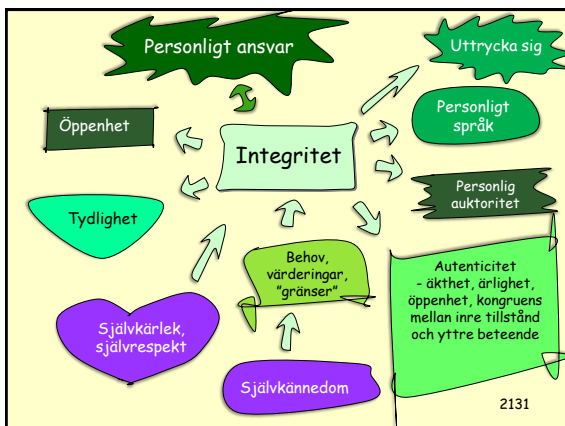 Personligt ansvar
Uttrycka sig
Öppenhet
Personligt
språk
Integritet
Personlig
auktoritet
Tydlighet
Behov,
värderingar,
"gränser"
Autenticitet
- äkthet, ärlighet,
öppenhet, kongruens
mellan inre tillstånd
och yttre beteende
Självkärlek,
självrespekt
Självkännedom
2131